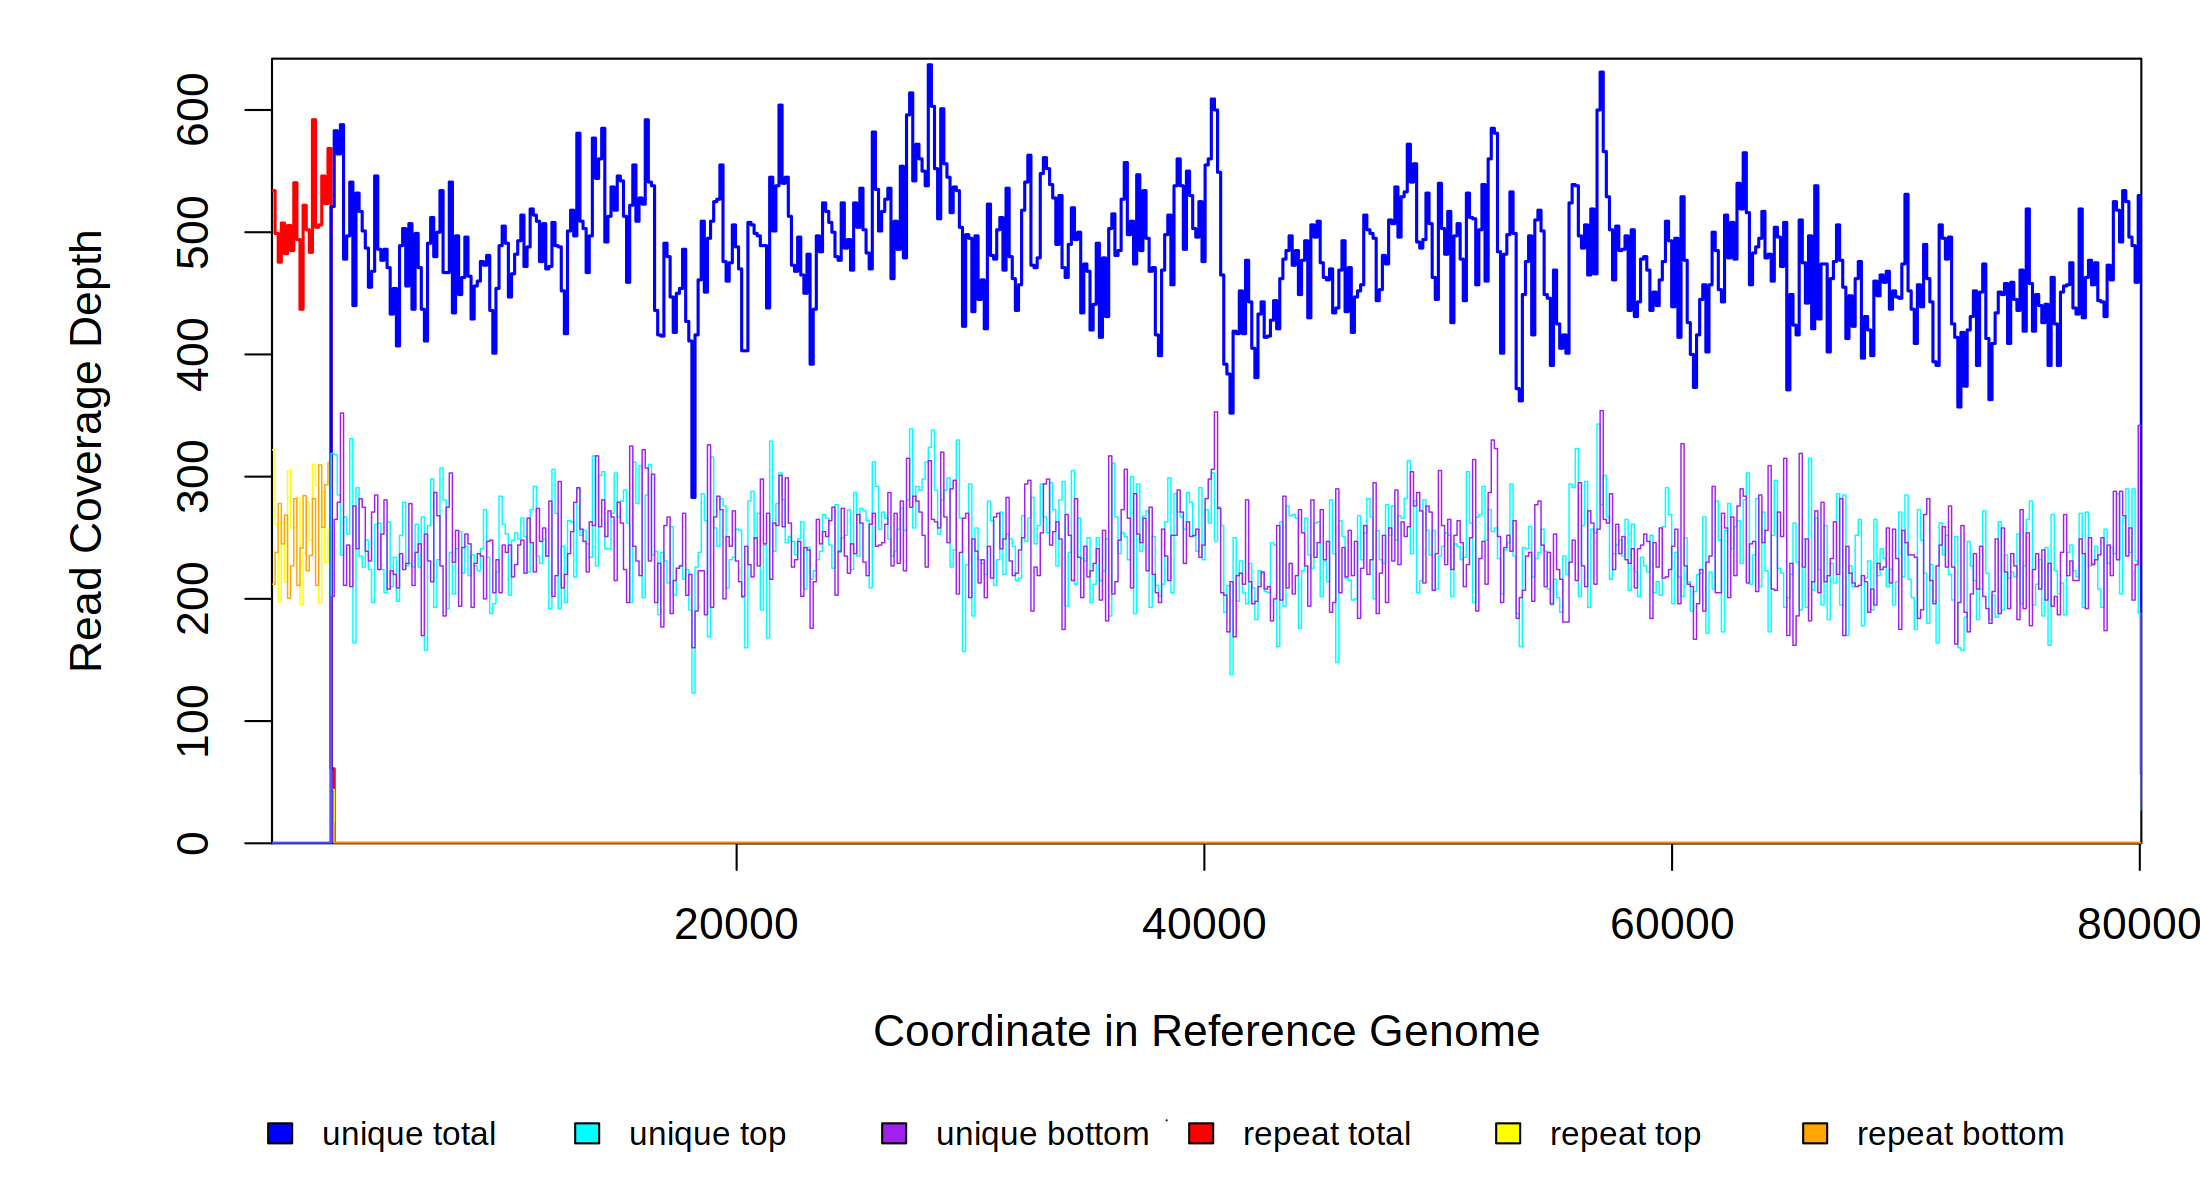 Read Coverage Depth
600
500
400
300
200
100
0
20000 40000 60000 80000
Coordinate in Reference Genome
unique total unique top unique bottom repeat total repeat top repeat bottom